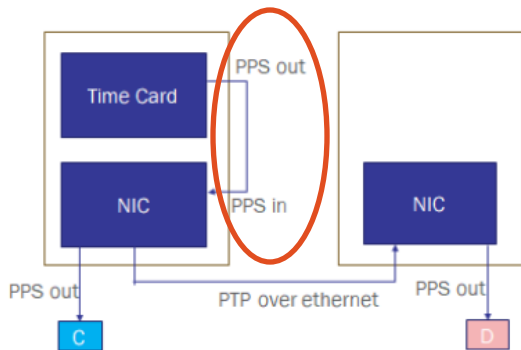 PPS out
Time Card
NIC
PPS in
NIC
PPS out
PTP over ethernet
PPS out
C
D